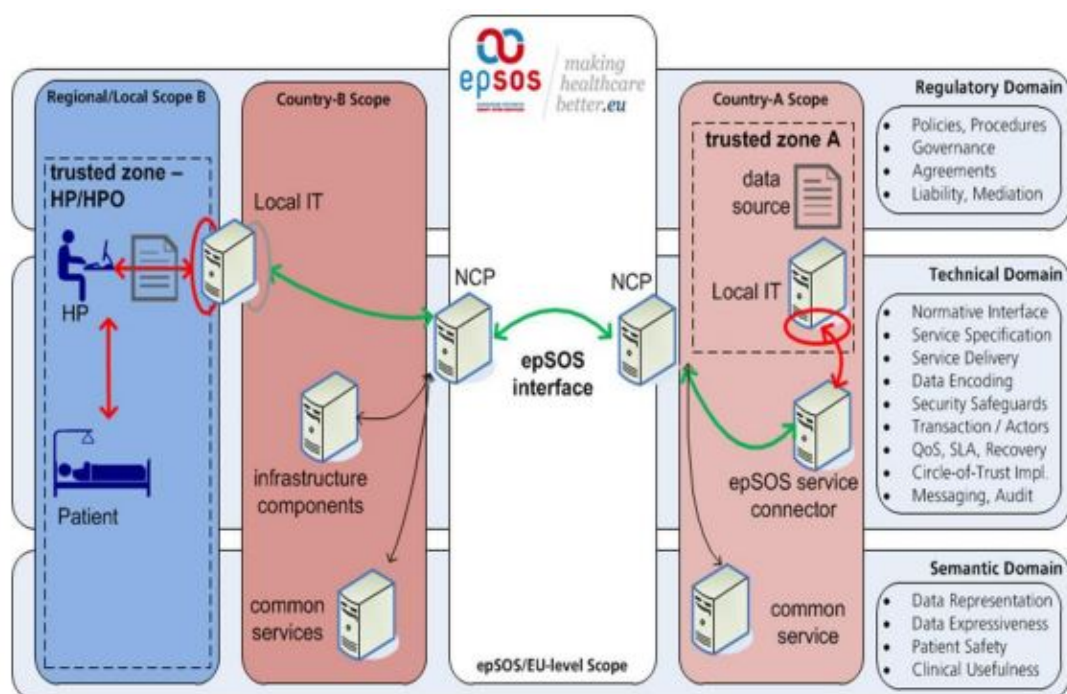 epsos
making
healthcare
better.eu
Regional/Local Scope B
Country-B Scope
Country-A Scope
Regulatory Domain
• Policies, Procedures
• Governance
• Agreements
• Liability, Mediation
trusted zone –
HP/HPO
Local IT
trusted zone A
data
source
HP
NCP
NCP
Local IT
epSOS
interface
Technical Domain
• Normative Interface
• Service Specification
• Service Delivery
• Data Encoding
• Security Safeguards
• Transaction / Actors
• QoS, SLA, Recovery
• Circle-of-Trust Impl.
• Messaging, Audit
Patient
infrastructure
components
epSOS service
connector
common
services
common
service
epSOS/EU-level Scope
Semantic Domain
• Data Representation
• Data Expressiveness
• Patient Safety
• Clinical Usefulness